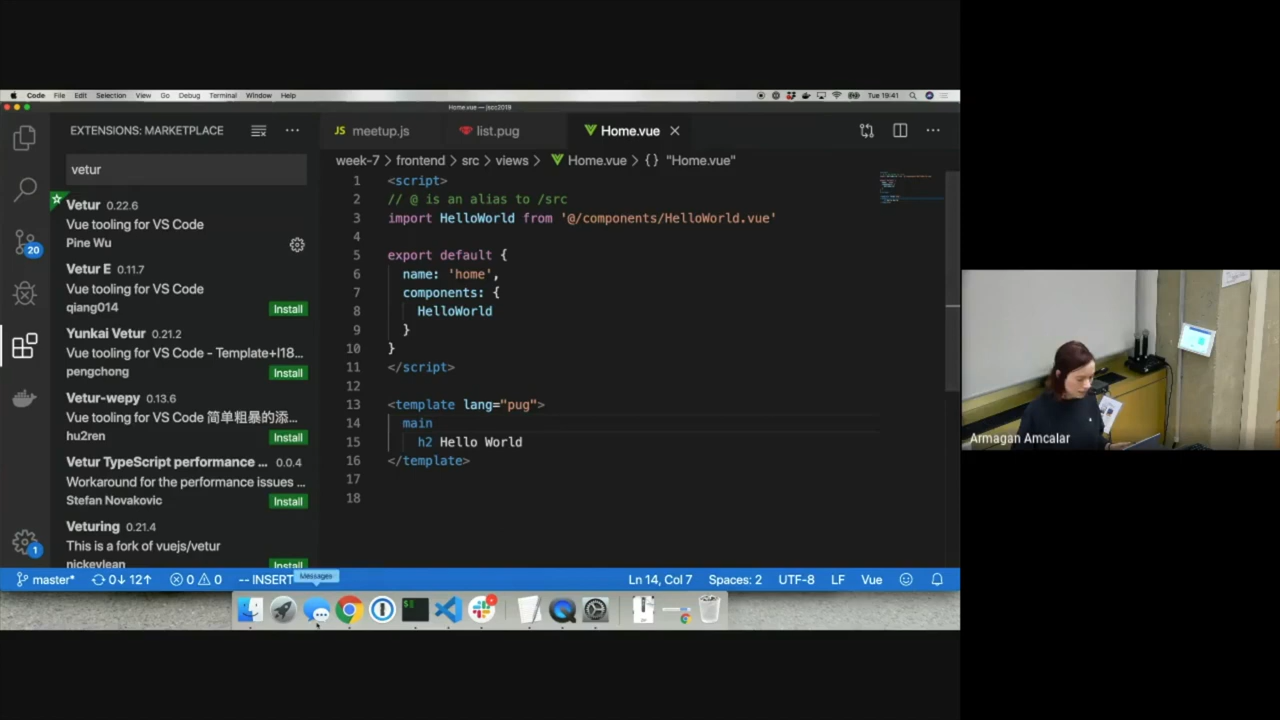 Code File Edit Selection View Go Debug Terminal Window Help Tue 19:41
Home.vue — jsos2019
EXTENSIONS: MARKETPLACE
JS meetup.js list.pug Home.vue
week-7 > frontend > src > views > Home.vue > {} "Home.vue"
vetur
Vetur 0.22.6
Vue tooling for VS Code
Pine Wu
Vetur E 0.11.7
Vue tooling for VS Code
qiang014 Install
Yunkai Vetur 0.21.2
Vue tooling for VS Code - Template+I18...
pengchong Install
Vetur-wepy 0.13.6
Vue tooling for VS Code 简单粗暴的添...
hu2ren Install
Vetur TypeScript performance ... 0.0.4
Workaround for the performance issues ...
Stefan Novakovic Install
Veturing 0.21.4
This is a fork of vuejs/vetur
nickeylean Install
20
1
1 <script>
2 // @ is an alias to /src
3 import HelloWorld from '@/components/HelloWorld.vue'
4
5 export default {
6 name: 'home',
7 components: {
8 HelloWorld
9 }
10 }
11 </script>
12
13 <template lang="pug">
14 main
15 h2 Hello World
16 </template>
17
18
master* 0↓ 12↑ 0 0 -- INSERT Ln 14, Col 7 Spaces: 2 UTF-8 LF Vue
Messages
Armagan Amcalar